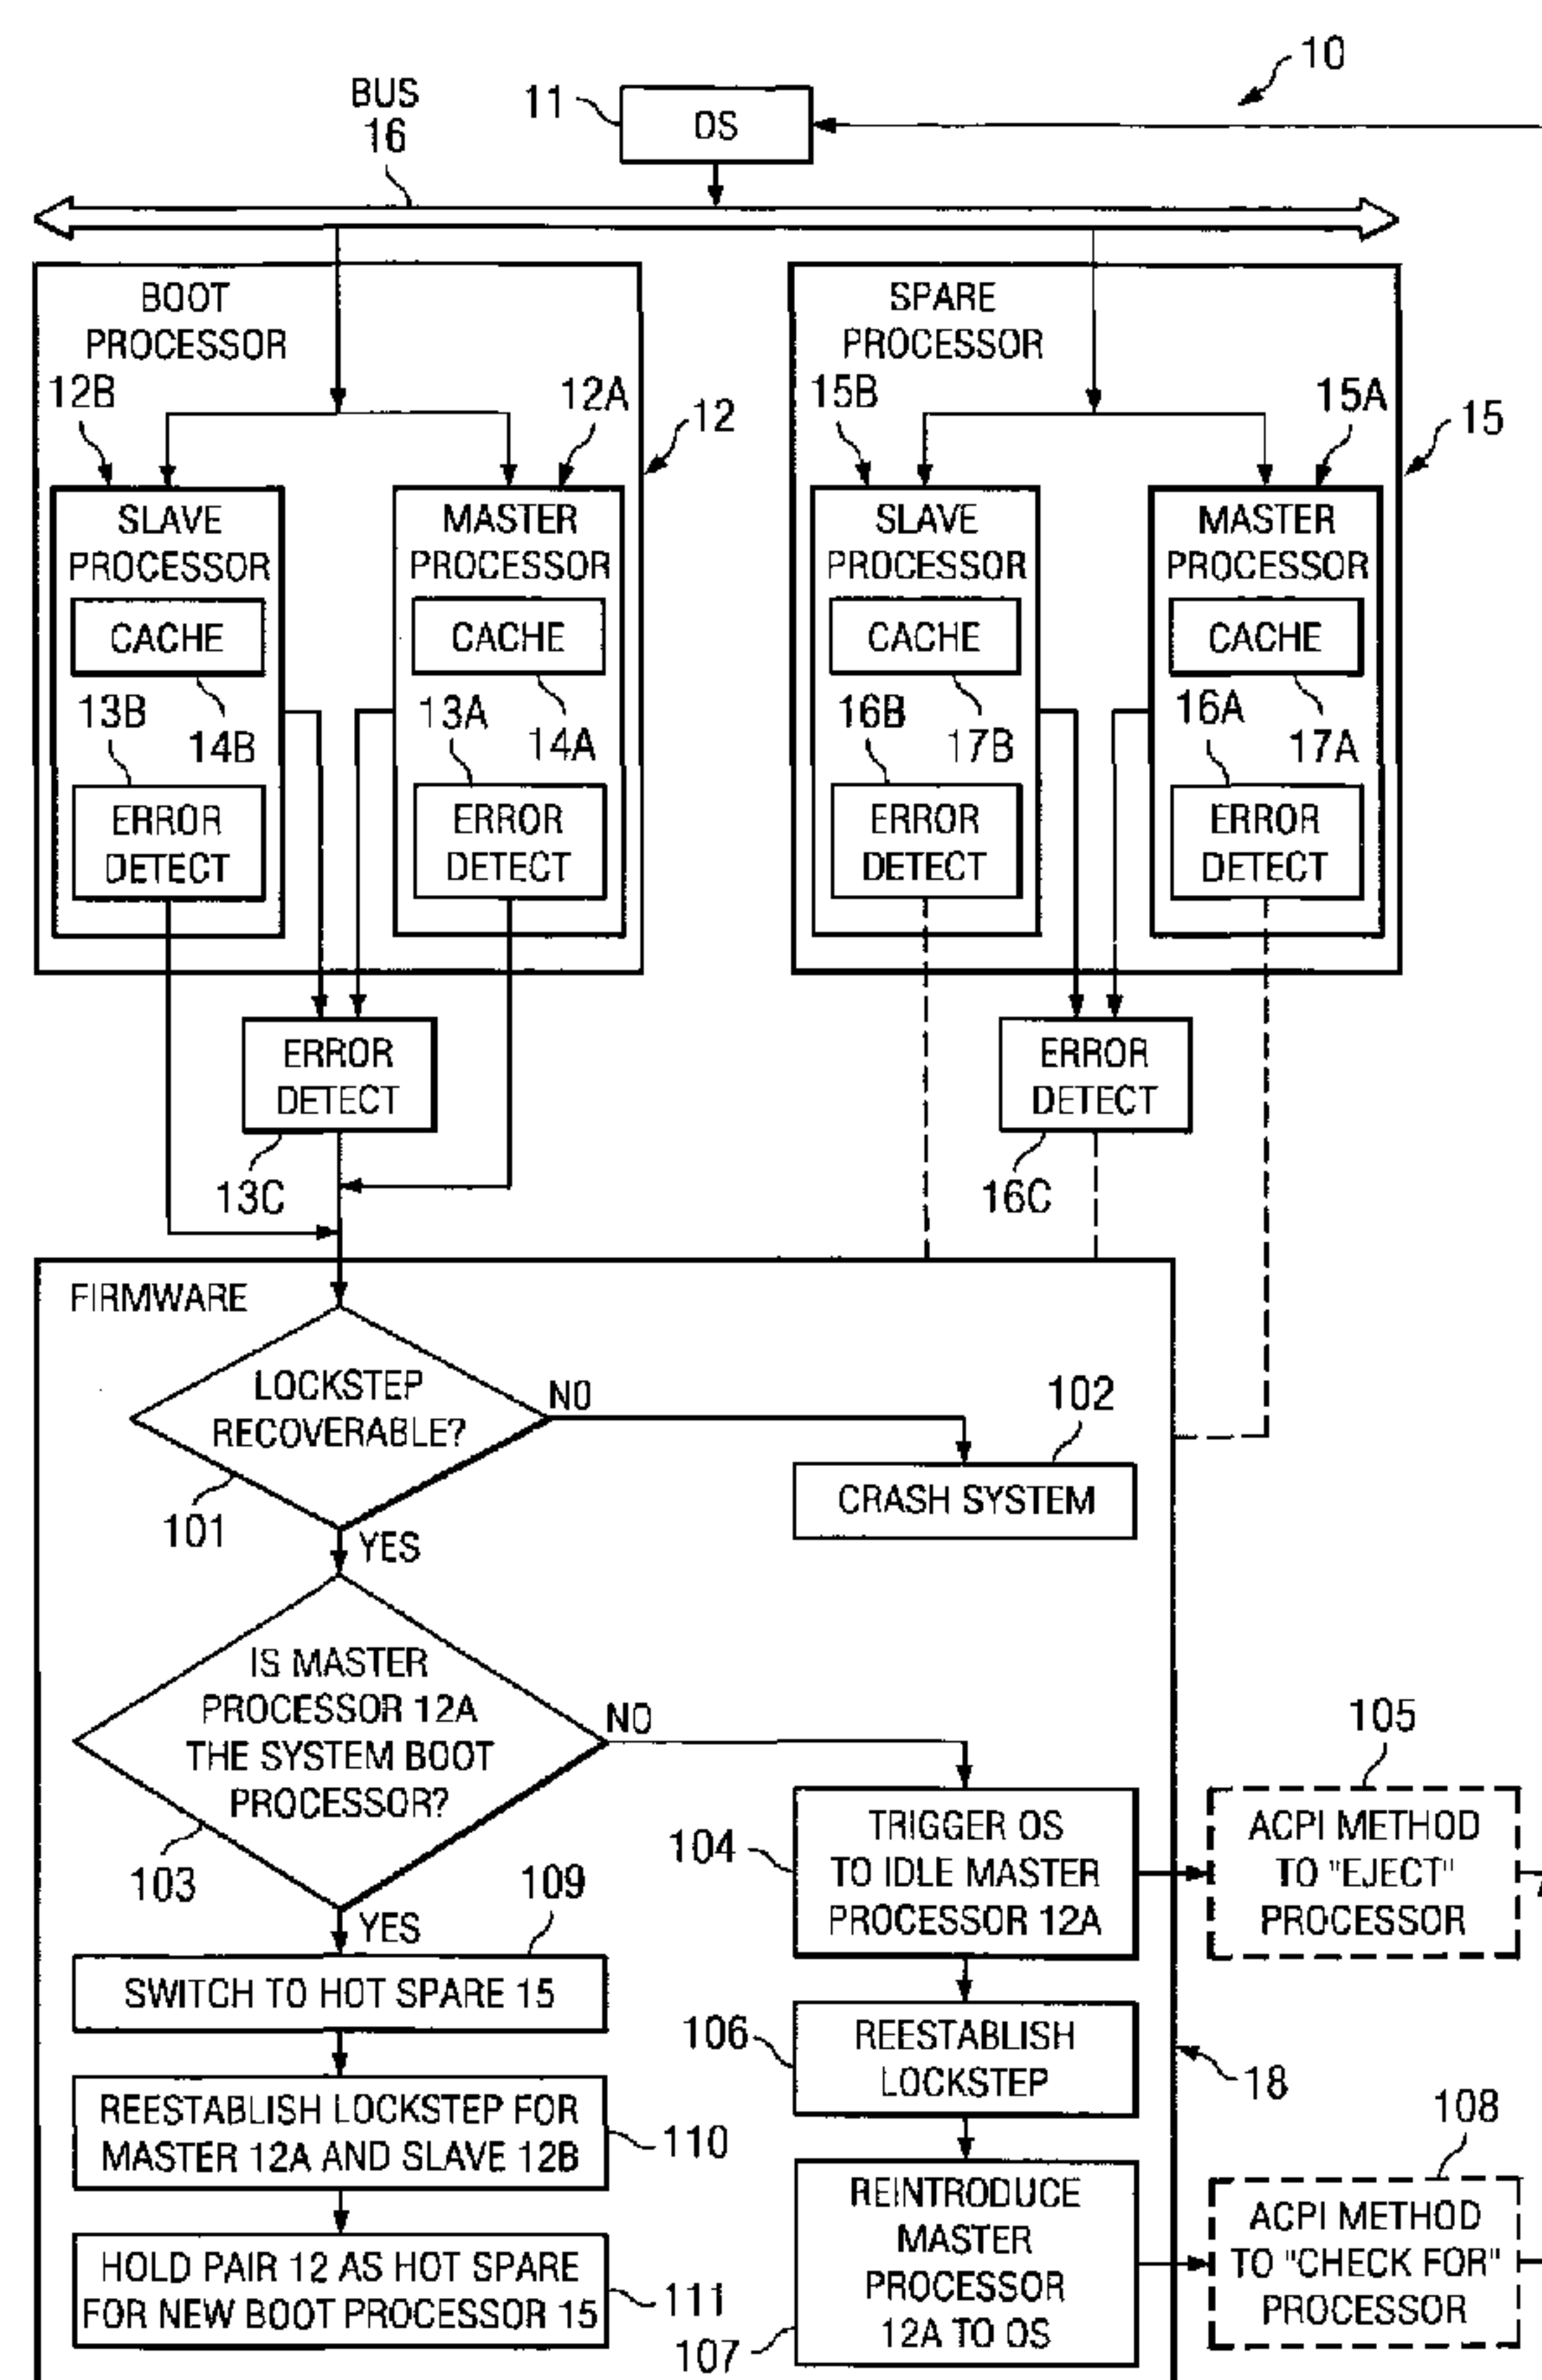 10
BUS
16
11
OS
BOOT
PROCESSOR
12B
12A
12
SPARE
PROCESSOR
15B
15A
15
SLAVE
PROCESSOR
CACHE
13B
14B
ERROR
DETECT
MASTER
PROCESSOR
CACHE
13A
14A
ERROR
DETECT
SLAVE
PROCESSOR
CACHE
16B
17B
ERROR
DETECT
MASTER
PROCESSOR
CACHE
16A
17A
ERROR
DETECT
ERROR
DETECT
13C
ERROR
DETECT
16C
FIRMWARE
LOCKSTEP
RECOVERABLE?
101
NO
102
CRASH SYSTEM
YES
IS MASTER
PROCESSOR 12A
THE SYSTEM BOOT
PROCESSOR?
103
NO
104
TRIGGER OS
TO IDLE MASTER
PROCESSOR 12A
105
ACPI METHOD
TO "EJECT"
PROCESSOR
YES
109
SWITCH TO HOT SPARE 15
106
REESTABLISH
LOCKSTEP
18
REESTABLISH LOCKSTEP FOR
MASTER 12A AND SLAVE 12B
110
107
REINTRODUCE
MASTER
PROCESSOR
12A TO OS
108
ACPI METHOD
TO "CHECK FOR"
PROCESSOR
HOLD PAIR 12 AS HOT SPARE
FOR NEW BOOT PROCESSOR 15
111